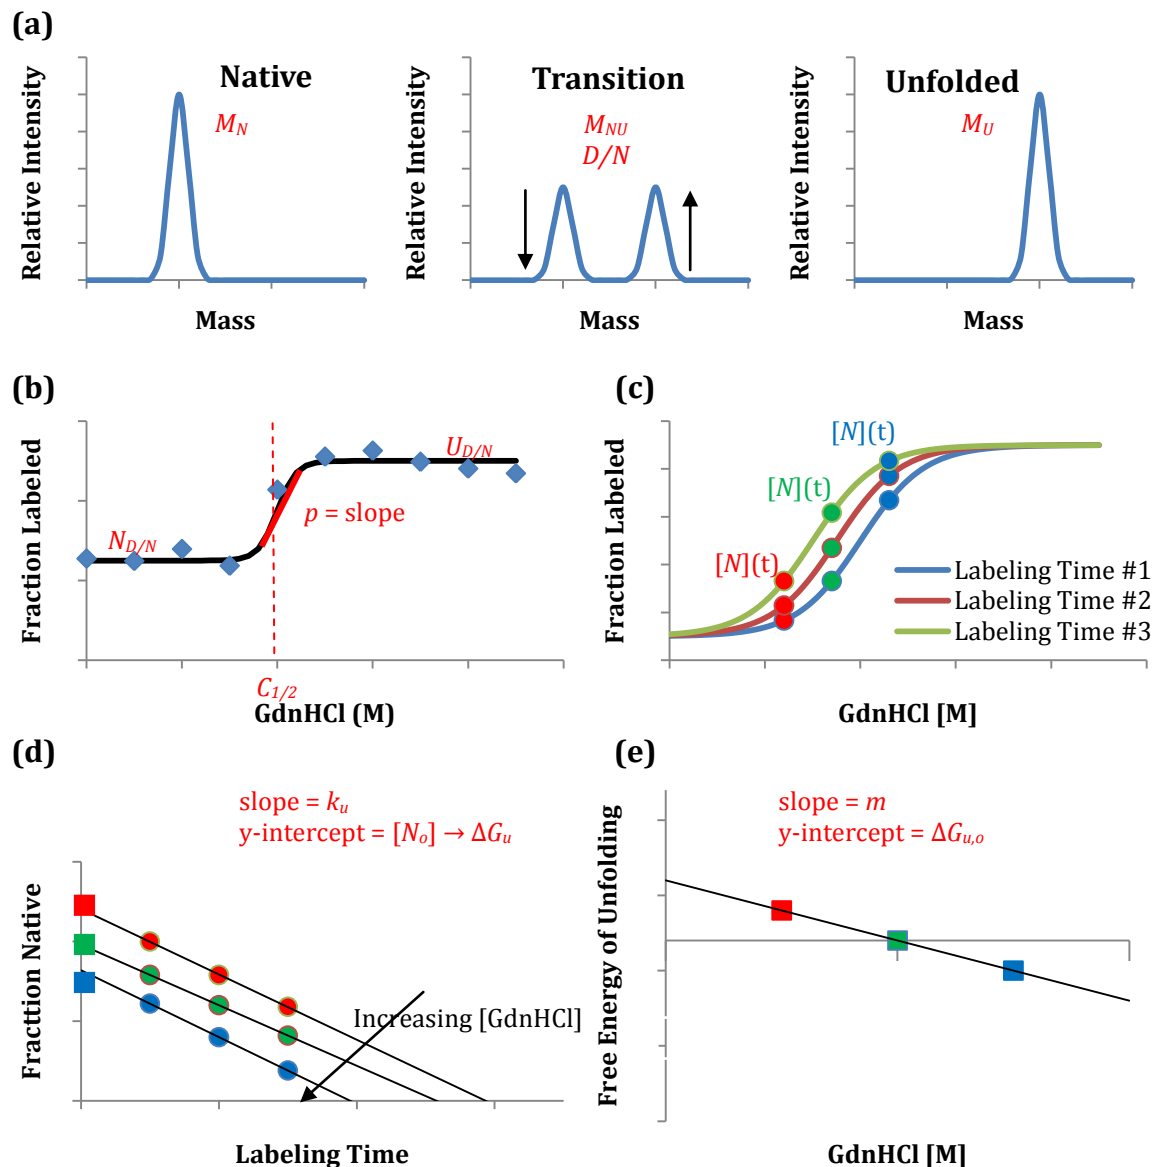 (a)
Relative Intensity
Native
M_N
Mass
Relative Intensity
Transition
M_NU
D/N
Mass
Relative Intensity
Unfolded
M_U
Mass
(b)
Fraction Labeled
N_D/N
U_D/N
p = slope
C_1/2
GdnHCl (M)
(c)
Fraction Labeled
[N](t)
[N](t)
[N](t)
Labeling Time #1
Labeling Time #2
Labeling Time #3
GdnHCl [M]
(d)
slope = k_u
y-intercept = [N_o] → ΔG_u
Fracttion Native
Increasing [GdnHCl]
Labeling Time
(e)
slope = m
y-intercept = ΔG_u,o
Free Energy of Unfolding
GdnHCl [M]